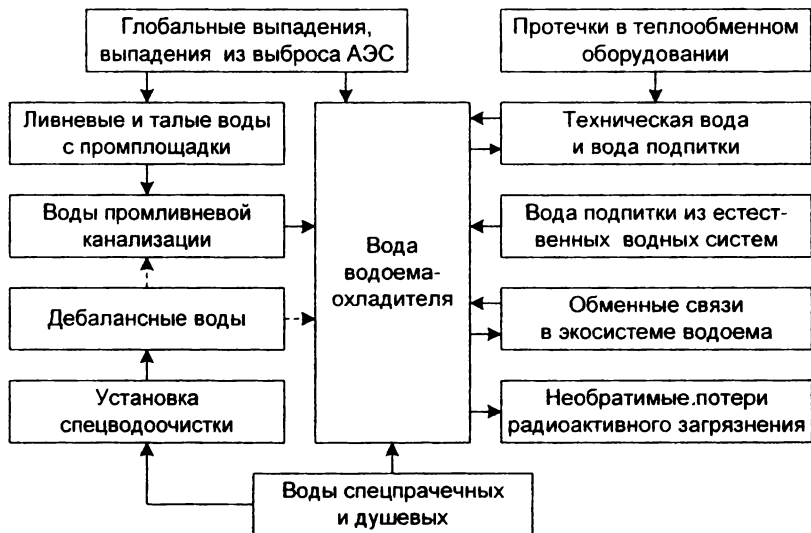 Глобальные выпадения,
выпадения из выброса АЭС
Протечки в теплообменном
оборудовании
Ливневые и талые воды
с промплощадки
Техническая вода
и вода подпитки
Воды промливневой
канализации
Вода
водоема-
охладителя
Вода подпитки из естест-
венных водных систем
Дебалансные воды
Обменные связи
в экосистеме водоема
Установка
спецводоочистки
Необратимые.потери
радиоактивного загрязнения
Воды спецпрачечных
и душевых